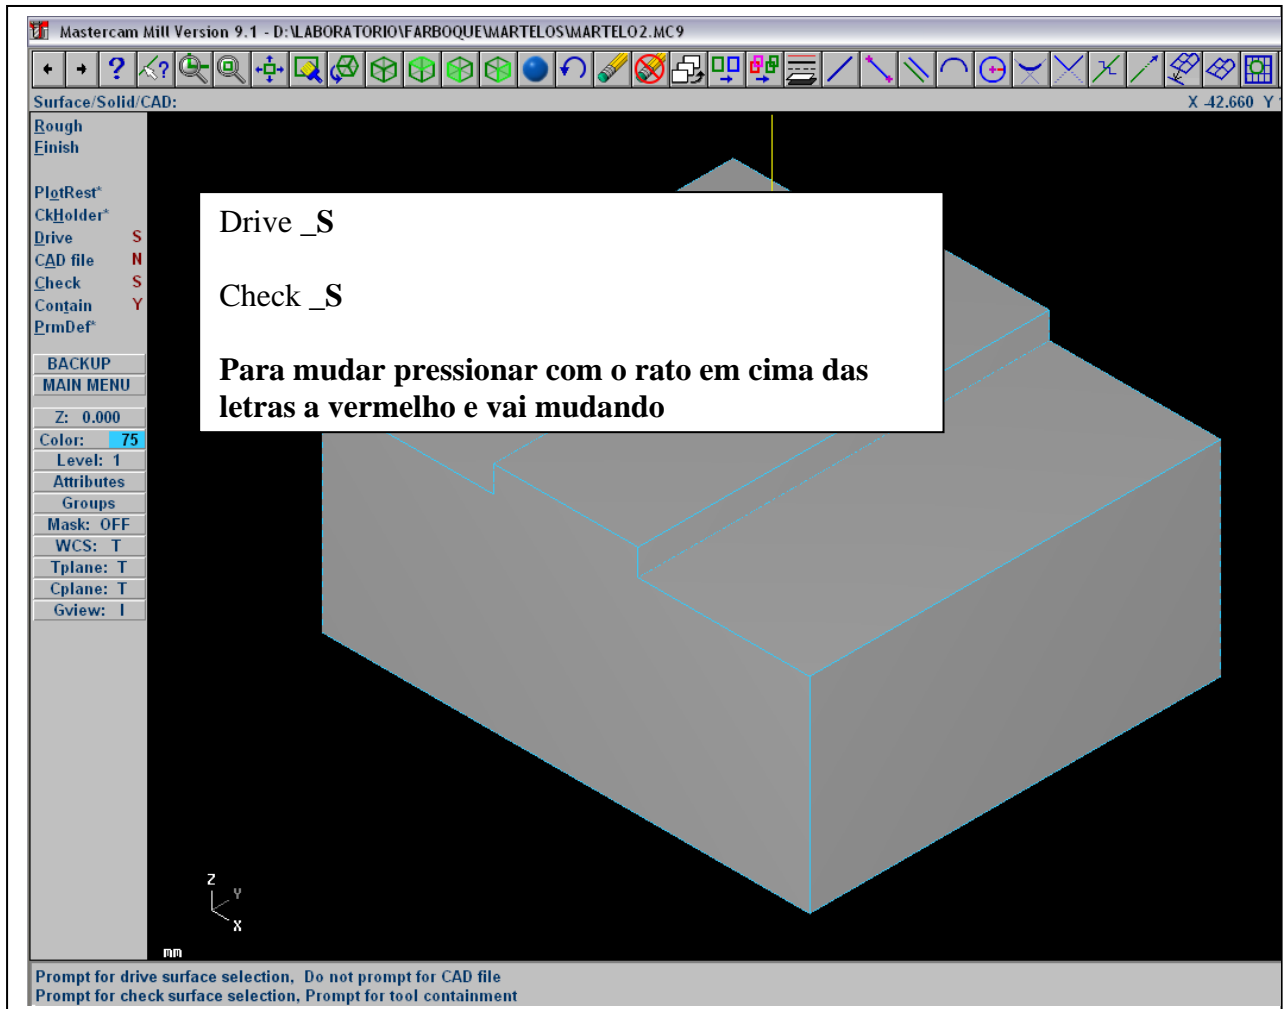 Mastercam Mill Version 9.1 - D:\LABORATORIO\FARBOQUE\MARTELOS\MARTELO2.MC9
Surface/Solid/CAD:
X -42.660 Y
Rough
Finish
PlotRest*
CkHolder*
Drive S
CAD file N
Check S
Contain Y
PrmDef*
BACKUP
MAIN MENU
Z: 0.000
Color: 75
Level: 1
Attributes
Groups
Mask: OFF
WCS: T
Tplane: T
Cplane: T
Gview: I
Drive _S
Check _S
Para mudar pressionar com o rato em cima das
letras a vermelho e vai mudando
Z
Y
X
mm
Prompt for drive surface selection, Do not prompt for CAD file
Prompt for check surface selection, Prompt for tool containment